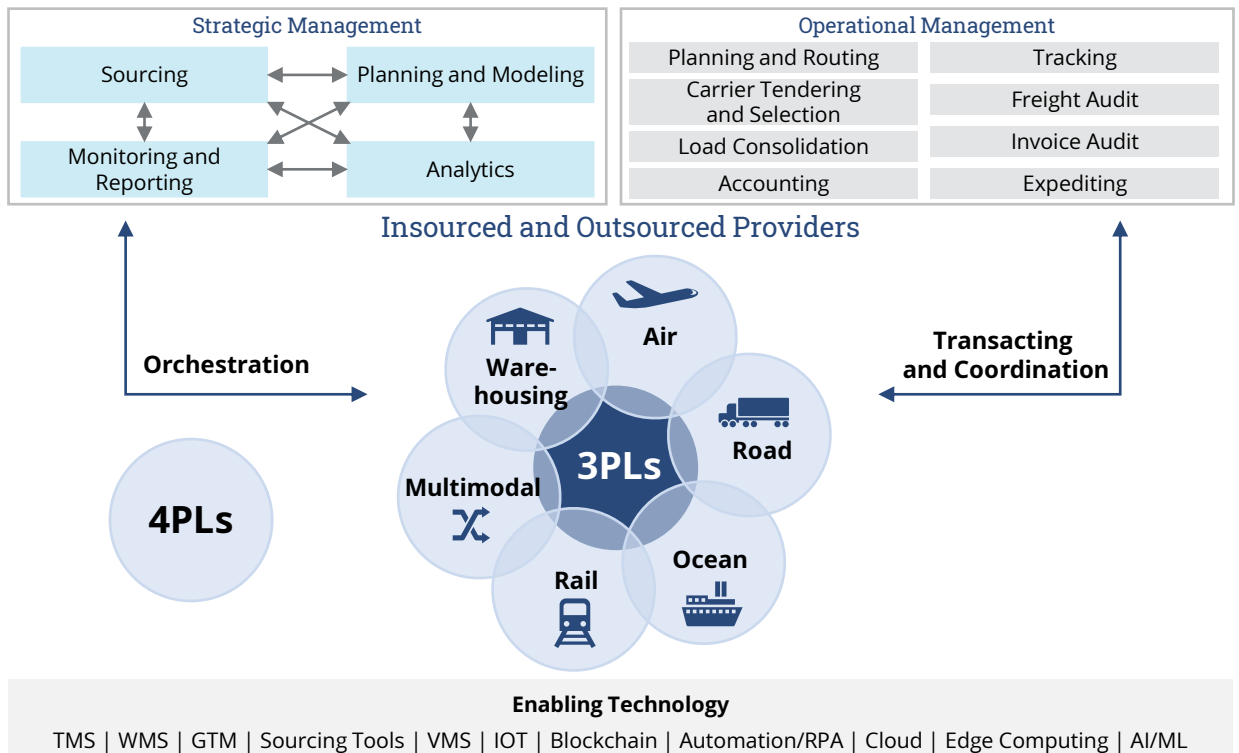 Strategic Management
Sourcing
Planning and Modeling
Monitoring and
Reporting
Analytics
Operational Management
Planning and Routing
Tracking
Carrier Tendering
and Selection
Freight Audit
Load Consolidation
Invoice Audit
Accounting
Expediting
Insourced and Outsourced Providers
Orchestration
Transacting
and Coordination
Air
Ware-
housing
Road
3PLs
Multimodal
4PLs
Ocean
Rail
Enabling Technology
TMS | WMS | GTM | Sourcing Tools | VMS | IOT | Blockchain | Automation/RPA | Cloud | Edge Computing | AI/ML